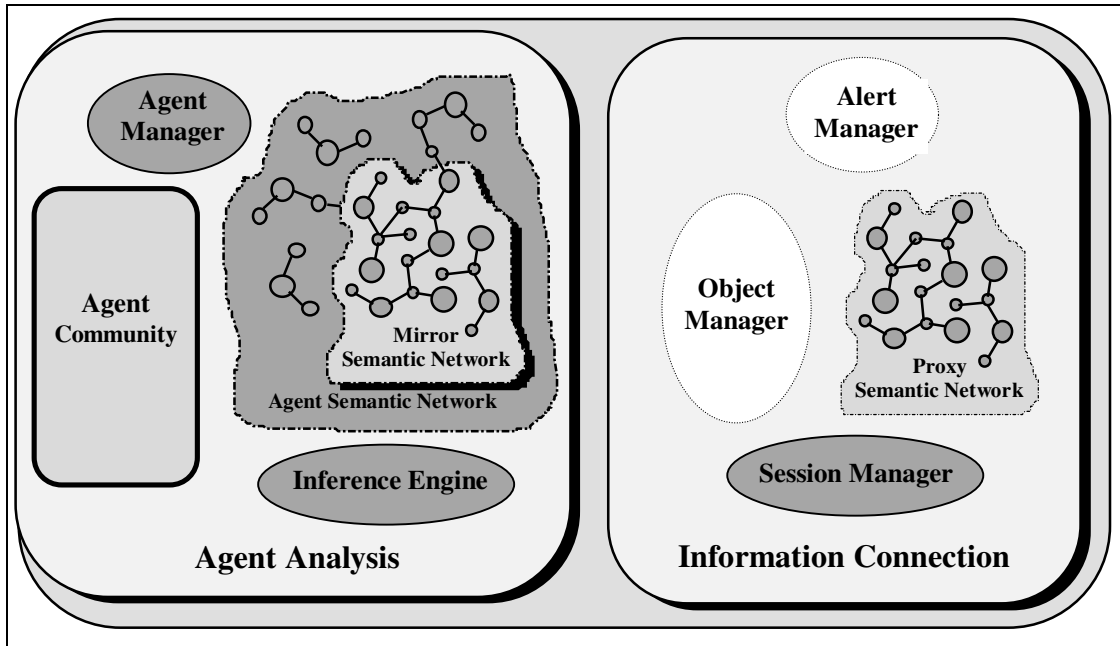 Agent
Manager
Agent
Community
Mirror
Semantic Network
Agent Semantic Network
Inference Engine
Agent Analysis
Alert
Manager
Object
Manager
Proxy
Semantic Network
Session Manager
Information Connection